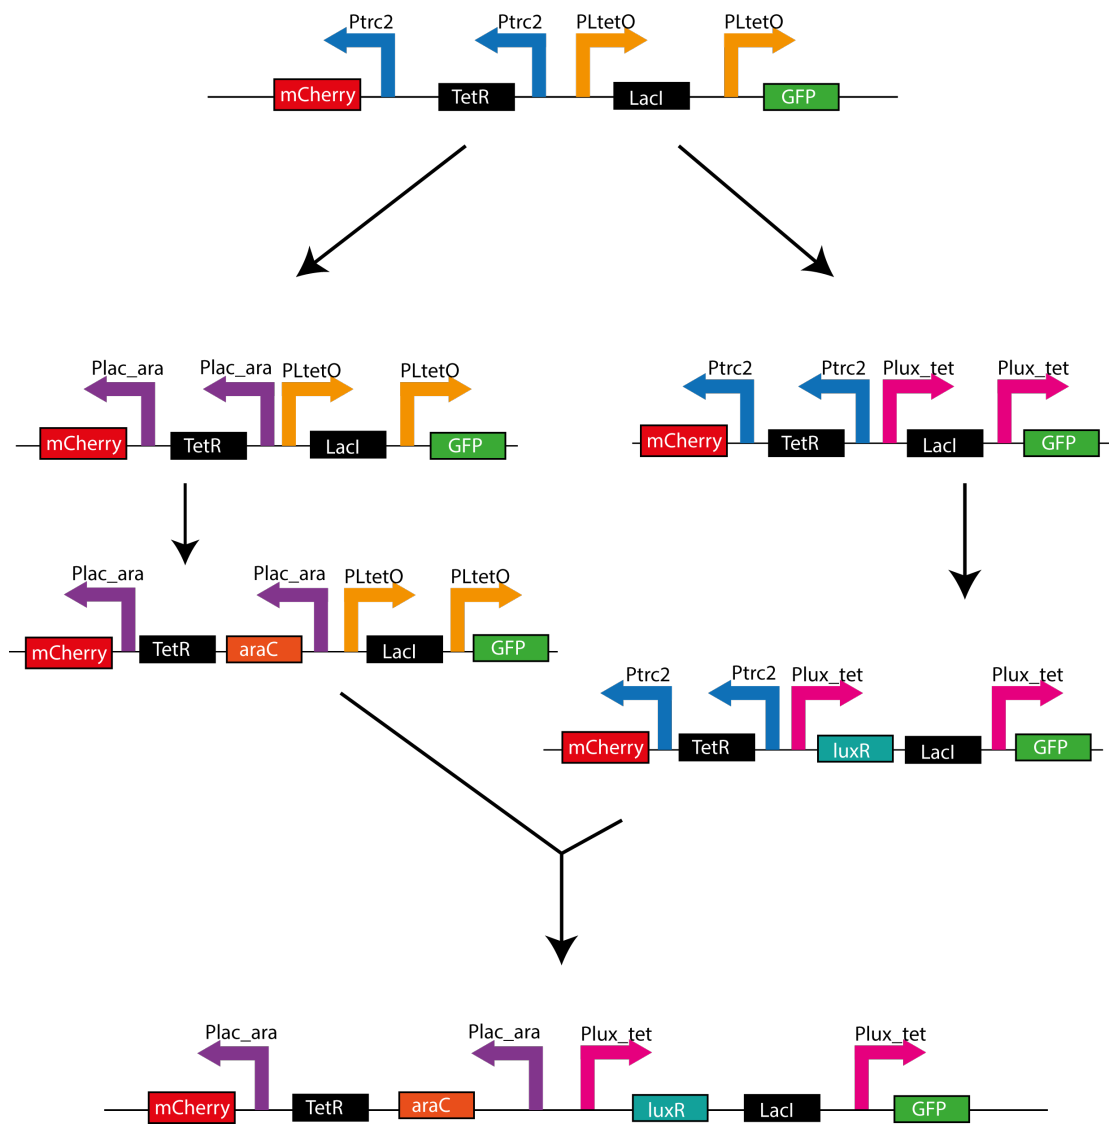 Ptrc2 Ptrc2 PLtetO PLtetO
mCherry TetR LacI GFP
Plac_ara Plac_ara PLtetO PLtetO
mCherry TetR LacI GFP
Ptrc2 Ptrc2 Plux_tet Plux_tet
mCherry TetR LacI GFP
Plac_ara Plac_ara PLtetO PLtetO
mCherry TetR araC LacI GFP
Ptrc2 Ptrc2 Plux_tet Plux_tet
mCherry TetR luxR LacI GFP
Plac_ara Plac_ara Plux_tet Plux_tet
mCherry TetR araC luxR LacI GFP